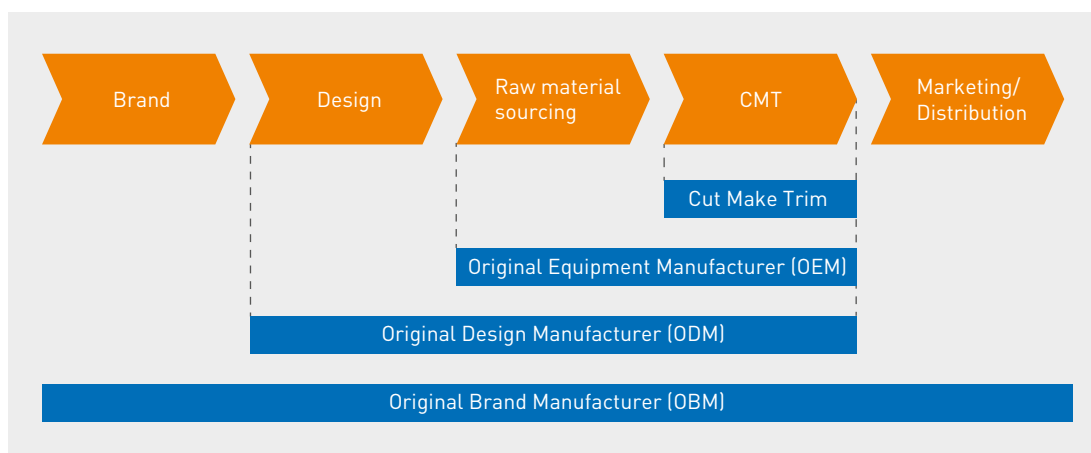 Brand
Design
Raw material
sourcing
CMT
Marketing/
Distribution
Cut Make Trim
Original Equipment Manufacturer (OEM)
Original Design Manufacturer (ODM)
Original Brand Manufacturer (OBM)